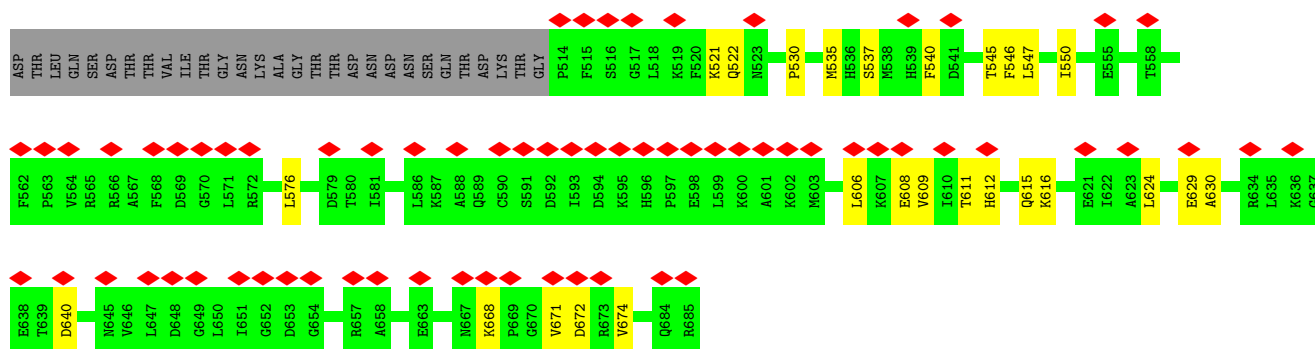 ASP THR LEU GLN SER ASP THR THR VAL ILE THR GLY ASN LYS ALA GLY THR THR ASP ASN ASP ASN SER GLN THR ASP LYS THR GLY P514 F515 S516 G517 L518 K519 F520 K521 Q522 N523 P530 M535 H536 S537 M538 H539 F540 D541 T545 F546 L547 I550 E555 T558
F562 P563 V564 R565 R566 A567 F568 D569 G570 L571 R572 L576 D579 T580 I581 L586 K587 A588 Q589 C590 S591 D592 I593 D594 K595 H596 P597 E598 L599 K600 A601 K602 M603 L606 K607 E608 V609 I610 T611 H612 Q615 K616 E621 I622 A623 L624 E629 A630 R634 L635 K636 G637
E638 T639 D640 N645 V646 L647 D648 G649 L650 I651 G652 D653 G654 R657 A658 E663 N667 K668 P669 G670 V671 D672 R673 V674 Q684 R685